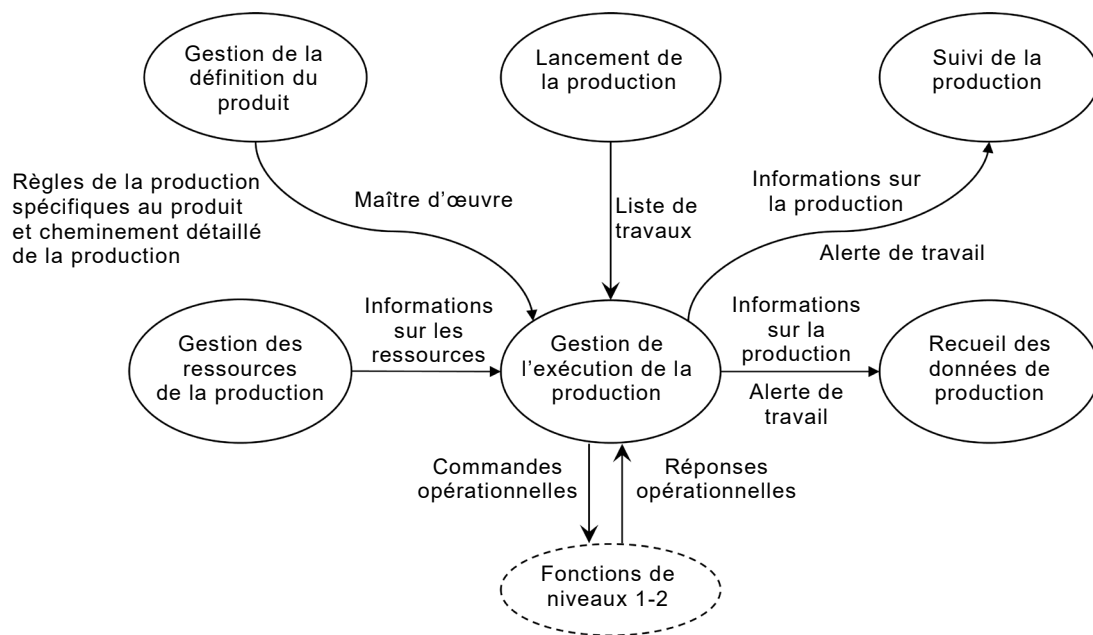 Gestion de la
définition du
produit
Lancement de
la production
Suivi de la
production
Règles de la production
spécifiques au produit
et cheminement détaillé
de la production
Maître d’œuvre
Liste de
travaux
Informations sur
la production
Alerte de travail
Gestion des
ressources
de la production
Informations
sur les
ressources
Gestion de
l’exécution de la
production
Informations
sur la
production
Alerte de
travail
Recueil des
données de
production
Commandes
opérationnelles
Réponses
opérationnelles
Fonctions de
niveaux 1-2